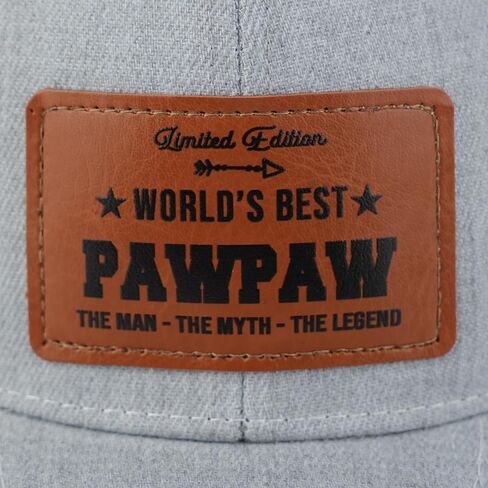 Limited Edition
WORLD'S BEST
PAWPAW
THE MAN - THE MYTH - THE LEGEND